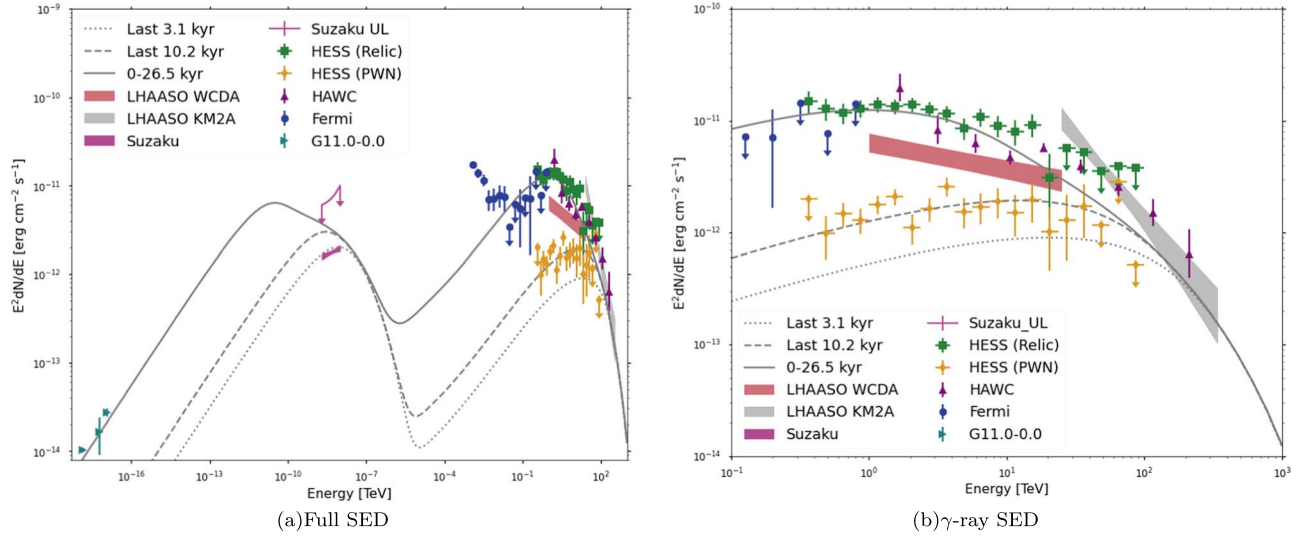 10⁻⁹
10⁻¹⁰
10⁻¹¹
10⁻¹²
10⁻¹³
10⁻¹⁴
E²dN/dE [erg cm⁻² s⁻¹]
Last 3.1 kyr
Last 10.2 kyr
0-26.5 kyr
LHAASO WCDA
LHAASO KM2A
Suzaku
Suzaku UL
HESS (Relic)
HESS (PWN)
HAWC
Fermi
G11.0-0.0
10⁻¹⁶ 10⁻¹³ 10⁻¹⁰ 10⁻⁷ 10⁻⁴ 10⁻¹ 10²
Energy [TeV]
(a)Full SED
10⁻¹⁰
10⁻¹¹
10⁻¹²
10⁻¹³
10⁻¹⁴
E²dN/dE [erg cm⁻² s⁻¹]
Last 3.1 kyr
Last 10.2 kyr
0-26.5 kyr
LHAASO WCDA
LHAASO KM2A
Suzaku
Suzaku_UL
HESS (Relic)
HESS (PWN)
HAWC
Fermi
G11.0-0.0
10⁻¹ 10⁰ 10¹ 10² 10³
Energy [TeV]
(b)γ-ray SED